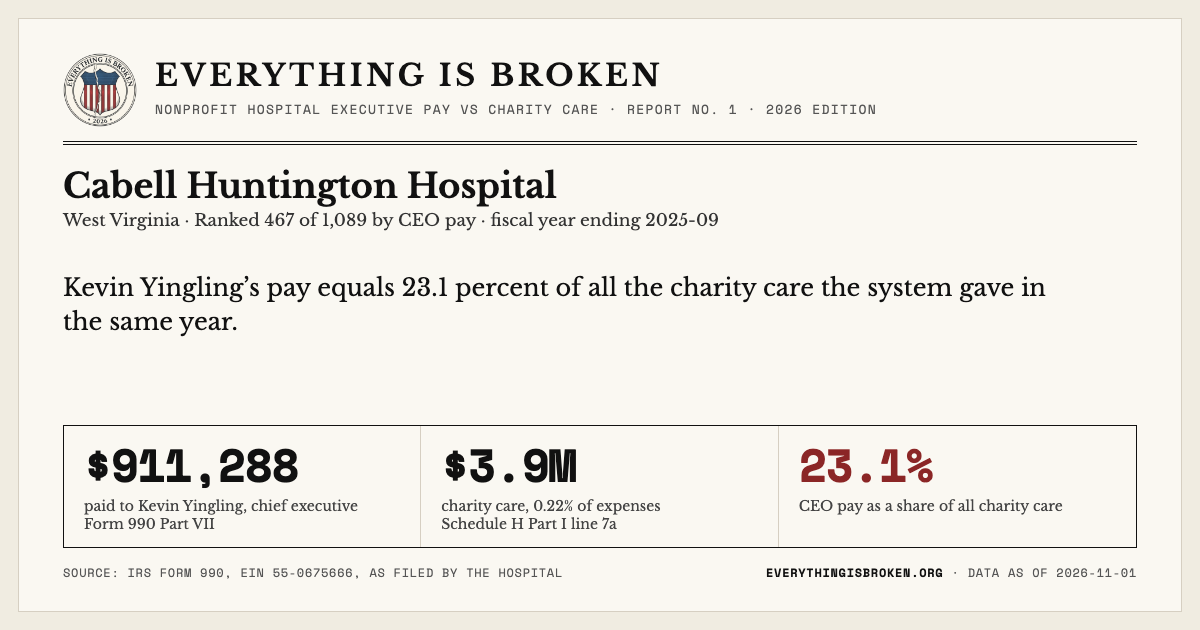 EVERYTHING IS BROKEN
2026
EVERYTHING IS BROKEN
NONPROFIT HOSPITAL EXECUTIVE PAY VS CHARITY CARE · REPORT NO. 1 · 2026 EDITION
Cabell Huntington Hospital
West Virginia · Ranked 467 of 1,089 by CEO pay · fiscal year ending 2025-09
Kevin Yingling’s pay equals 23.1 percent of all the charity care the system gave in
the same year.
$911,288
paid to Kevin Yingling, chief executive
Form 990 Part VII
$3.9M
charity care, 0.22% of expenses
Schedule H Part I line 7a
23.1%
CEO pay as a share of all charity care
SOURCE: IRS FORM 990, EIN 55-0675666, AS FILED BY THE HOSPITAL
EVERYTHINGISBROKEN.ORG · DATA AS OF 2026-11-01